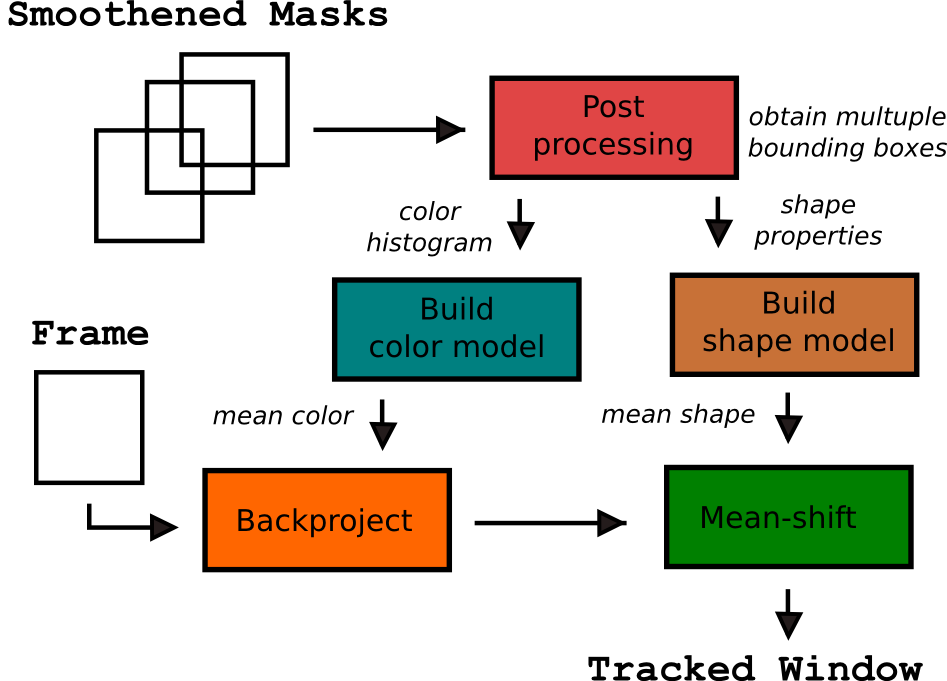 Smoothened Masks
Post
processing
obtain multuple
bounding boxes
color
histogram
shape
properties
Build
color model
Build
shape model
Frame
mean color
mean shape
Backproject
Mean-shift
Tracked Window